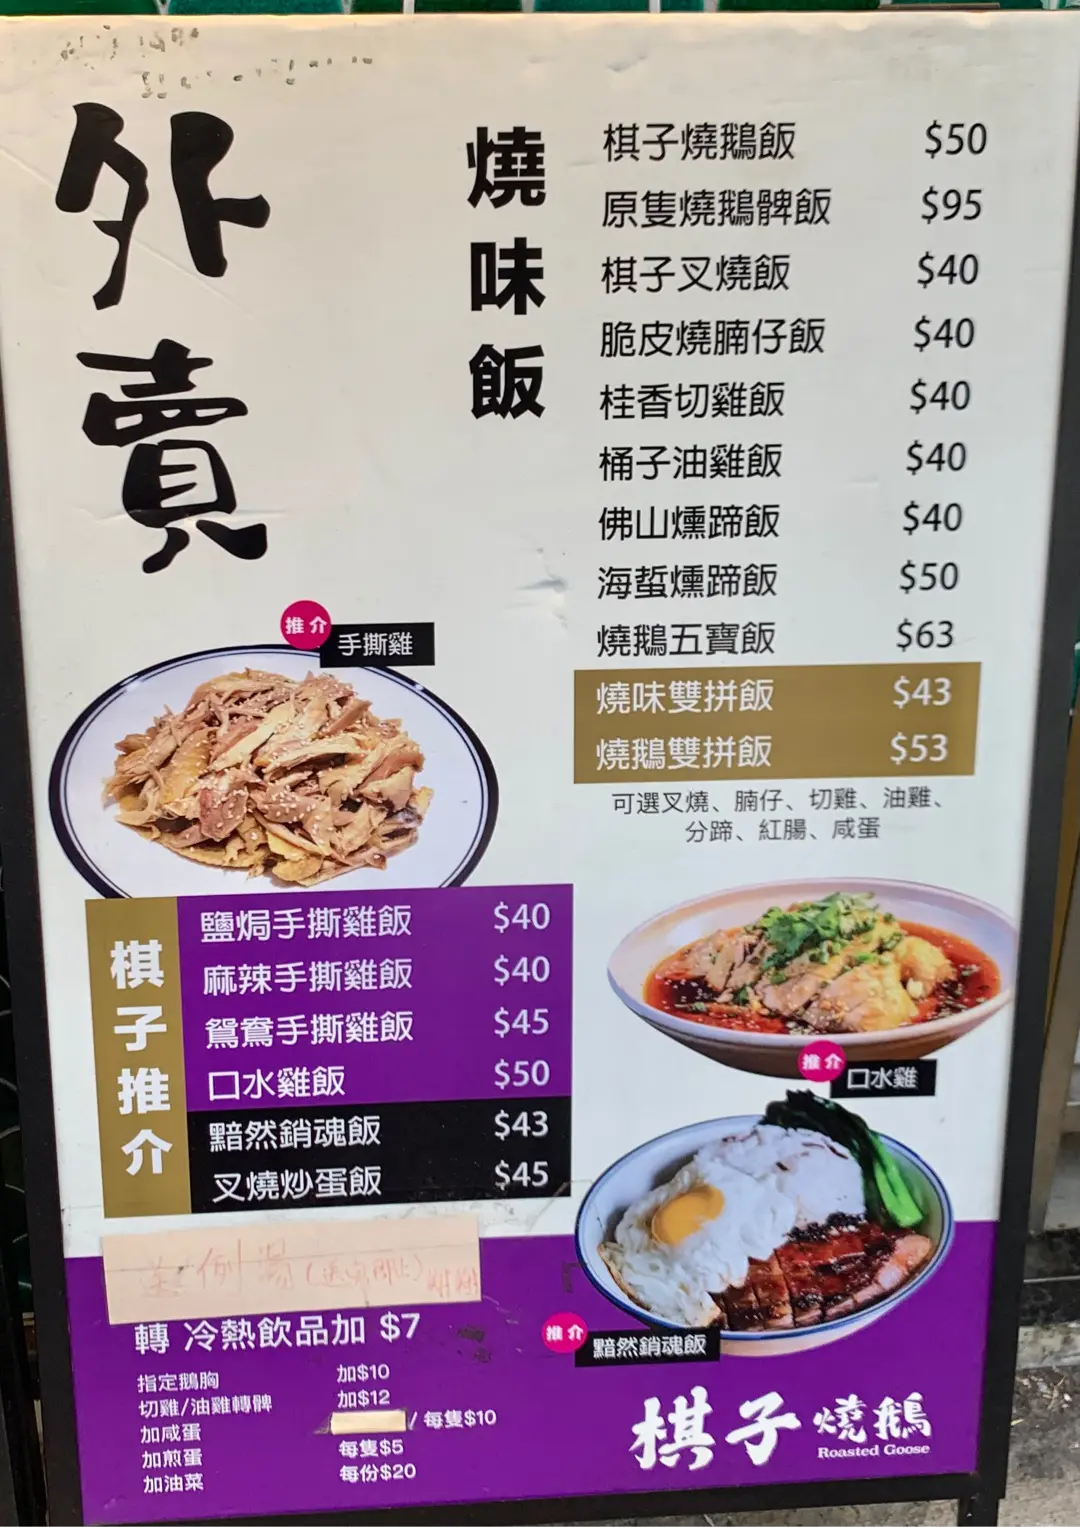 外賣
燒味飯
棋子燒鵝飯 $50
原隻燒鵝髀飯 $95
棋子叉燒飯 $40
脆皮燒腩仔飯 $40
桂香切雞飯 $40
桶子油雞飯 $40
佛山燻蹄飯 $40
海蜇燻蹄飯 $50
燒鵝五寶飯 $63
燒味雙拼飯 $43
燒鵝雙拼飯 $53
可選叉燒、腩仔、切雞、油雞、
分蹄、紅腸、咸蛋
推介 手撕雞
棋子推介
鹽焗手撕雞飯 $40
麻辣手撕雞飯 $40
鴛鴦手撕雞飯 $45
口水雞飯 $50
黯然銷魂飯 $43
叉燒炒蛋飯 $45
推介 口水雞
推介 黯然銷魂飯
例湯
轉 冷熱飲品加 $7
指定鵝胸 加$10
切雞/油雞轉髀 加$12
加咸蛋 / 每隻$10
加煎蛋 每隻$5
加油菜 每份$20
棋子燒鵝
Roasted Goose